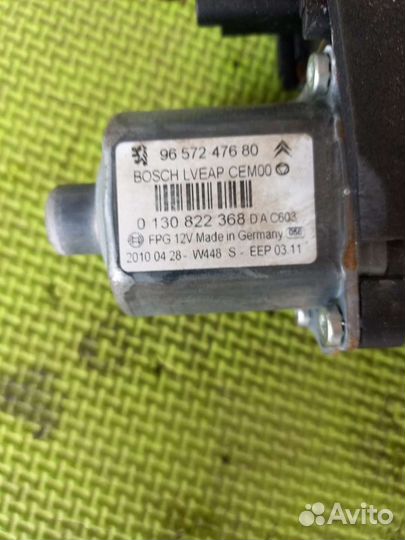 96 572 476 80
BOSCH LVEAP CEM00
0 130 822 368 D A C603
FPG 12V Made in Germany
2010 04 28- W448 S - EEP 03.11
Avito